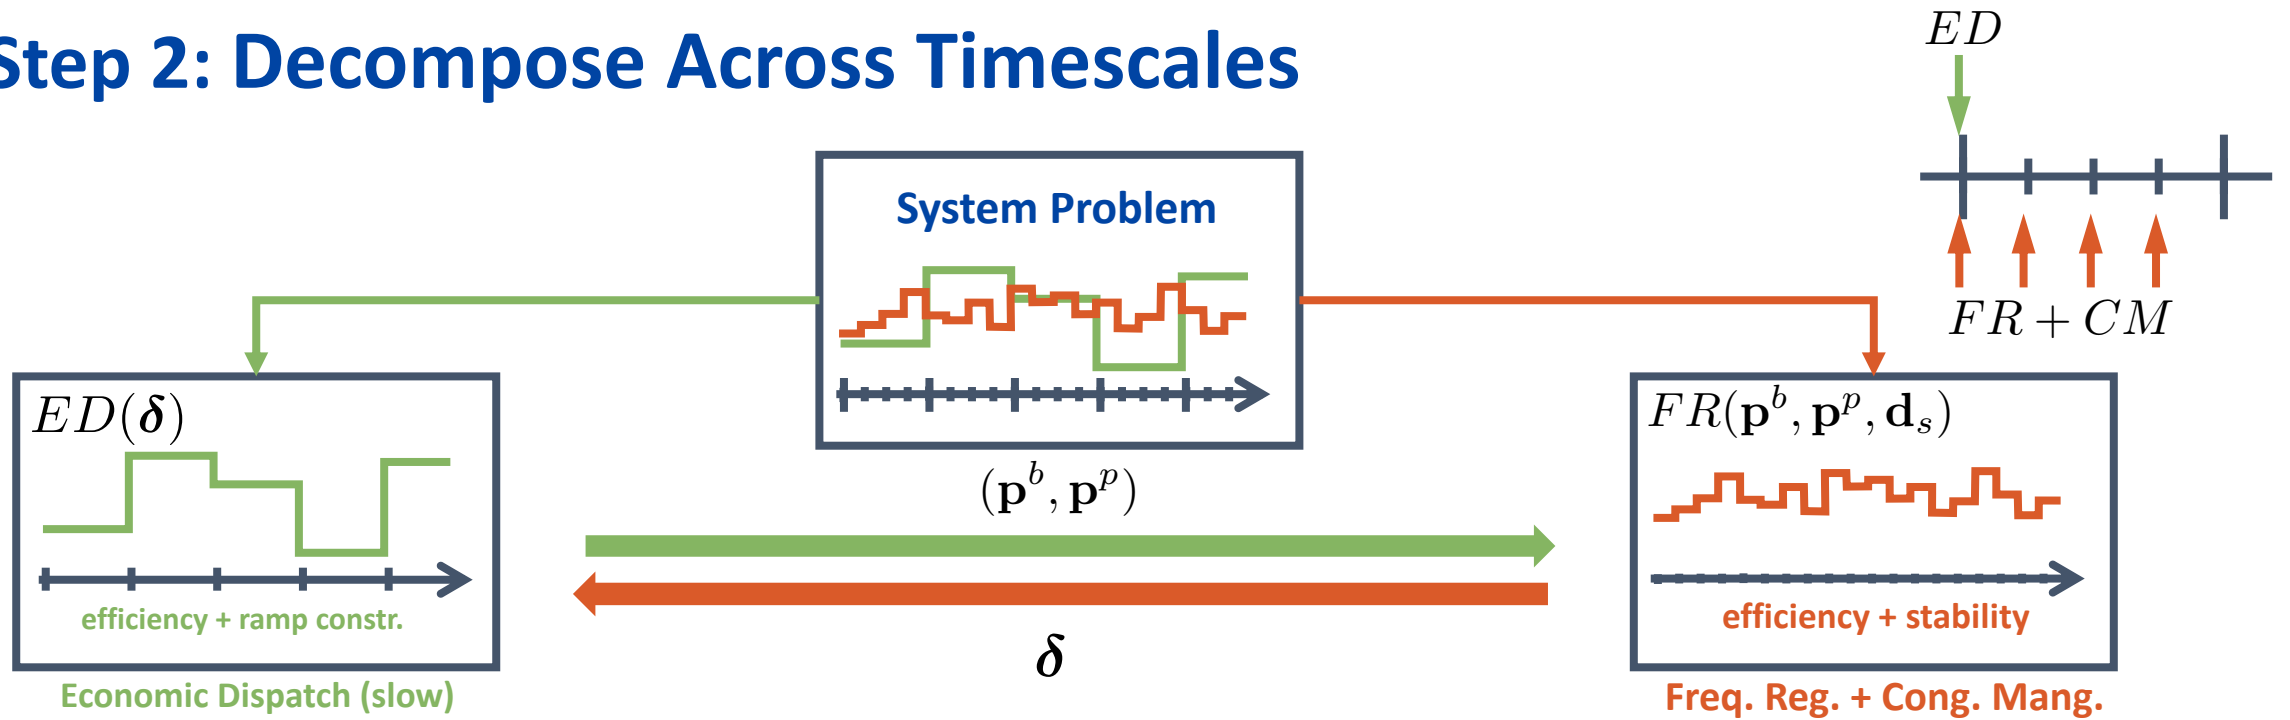 Step 2: Decompose Across Timescales
ED
FR + CM
System Problem
ED(δ)
efficiency + ramp constr.
Economic Dispatch (slow)
(p^b, p^p)
δ
FR(p^b, p^p, d_s)
efficiency + stability
Freq. Reg. + Cong. Mang.